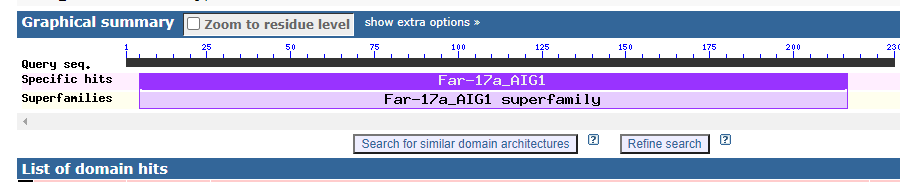 Graphical summary Zoom to residue level show extra options »
1 25 50 75 100 125 150 175 200 230
Query seq.
Specific hits Far-17a_AIG1
Superfamilies Far-17a_AIG1 superfamily
Search for similar domain architectures ? Refine search ?
List of domain hits